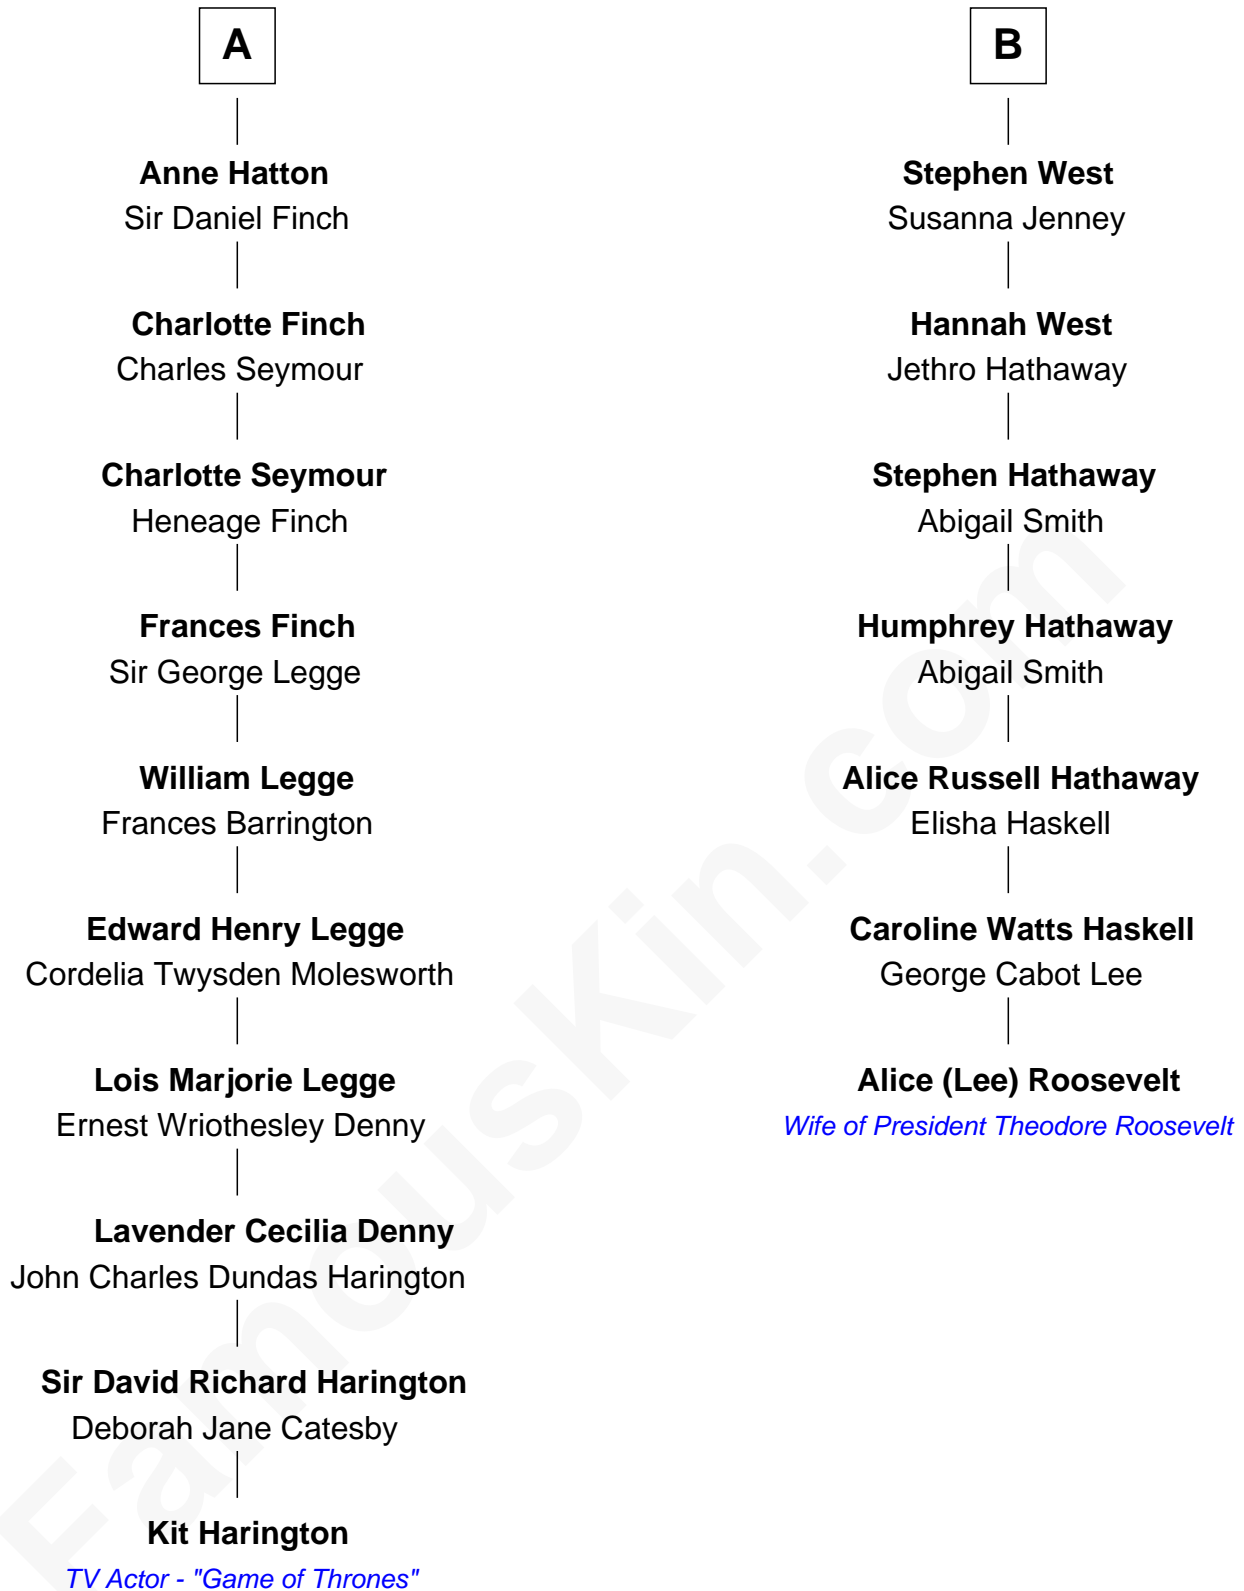 A
Anne Hatton
Sir Daniel Finch
Charlotte Finch
Charles Seymour
Charlotte Seymour
Heneage Finch
Frances Finch
Sir George Legge
William Legge
Frances Barrington
Edward Henry Legge
Cordelia Twysden Molesworth
Lois Marjorie Legge
Ernest Wriothesley Denny
Lavender Cecilia Denny
John Charles Dundas Harington
Sir David Richard Harington
Deborah Jane Catesby
Kit Harington
TV Actor - "Game of Thrones"
B
Stephen West
Susanna Jenney
Hannah West
Jethro Hathaway
Stephen Hathaway
Abigail Smith
Humphrey Hathaway
Abigail Smith
Alice Russell Hathaway
Elisha Haskell
Caroline Watts Haskell
George Cabot Lee
Alice (Lee) Roosevelt
Wife of President Theodore Roosevelt
FamousKin.com